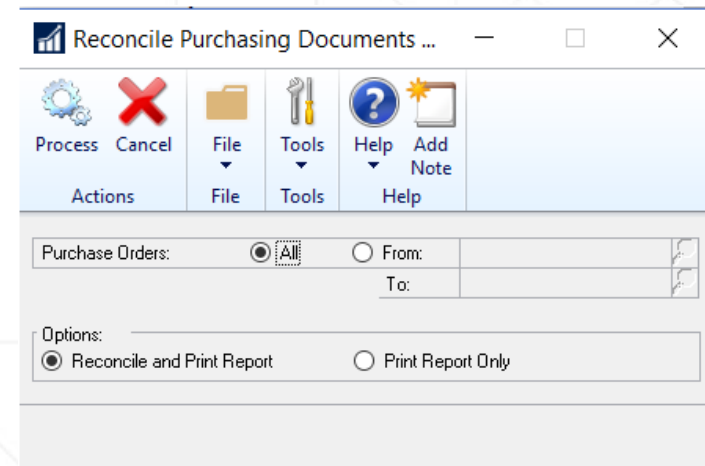 Reconcile Purchasing Documents ...
Process Cancel File Tools Help Add Note
Actions File Tools Help
Purchase Orders: All From:
To:
Options:
Reconcile and Print Report Print Report Only